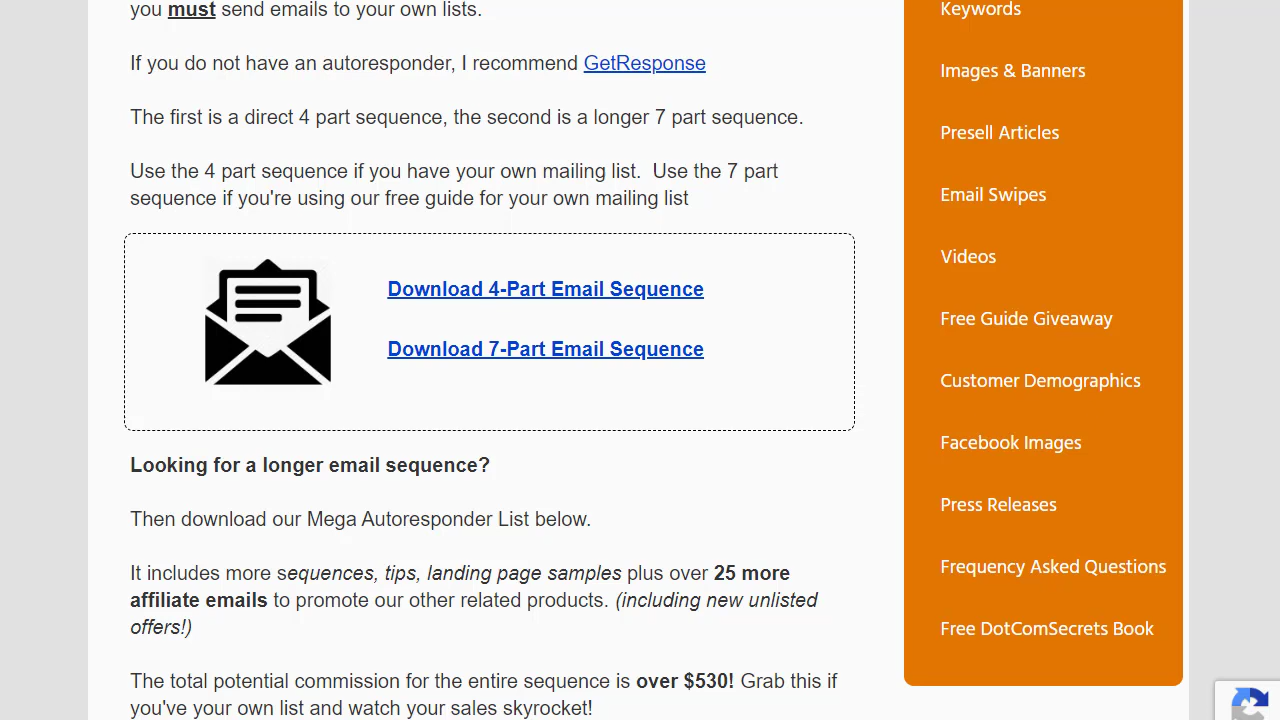 you must send emails to your own lists.
If you do not have an autoresponder, I recommend GetResponse
The first is a direct 4 part sequence, the second is a longer 7 part sequence.
Use the 4 part sequence if you have your own mailing list.  Use the 7 part
sequence if you're using our free guide for your own mailing list
Download 4-Part Email Sequence
Download 7-Part Email Sequence
Looking for a longer email sequence?
Then download our Mega Autoresponder List below.
It includes more sequences, tips, landing page samples plus over 25 more
affiliate emails to promote our other related products. (including new unlisted
offers!)
The total potential commission for the entire sequence is over $530! Grab this if
you've your own list and watch your sales skyrocket!
Keywords
Images & Banners
Presell Articles
Email Swipes
Videos
Free Guide Giveaway
Customer Demographics
Facebook Images
Press Releases
Frequency Asked Questions
Free DotComSecrets Book